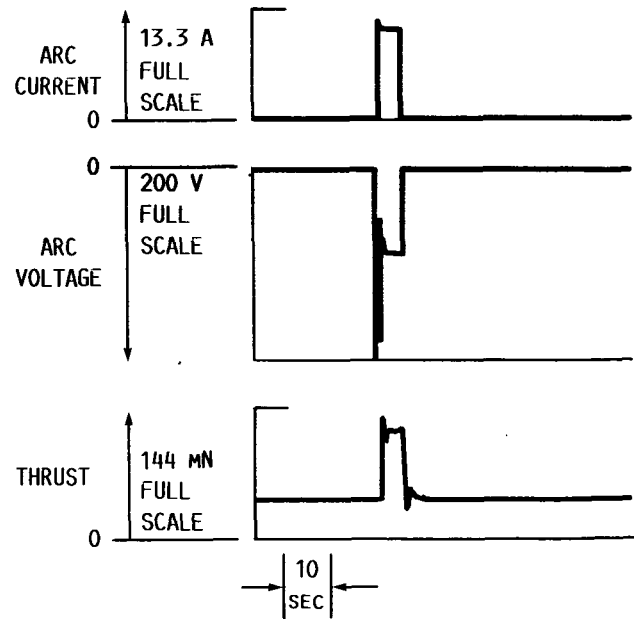 ARC
CURRENT
13.3 A
FULL
SCALE
0
0
200 V
FULL
SCALE
ARC
VOLTAGE
THRUST
144 MN
FULL
SCALE
0
10
SEC